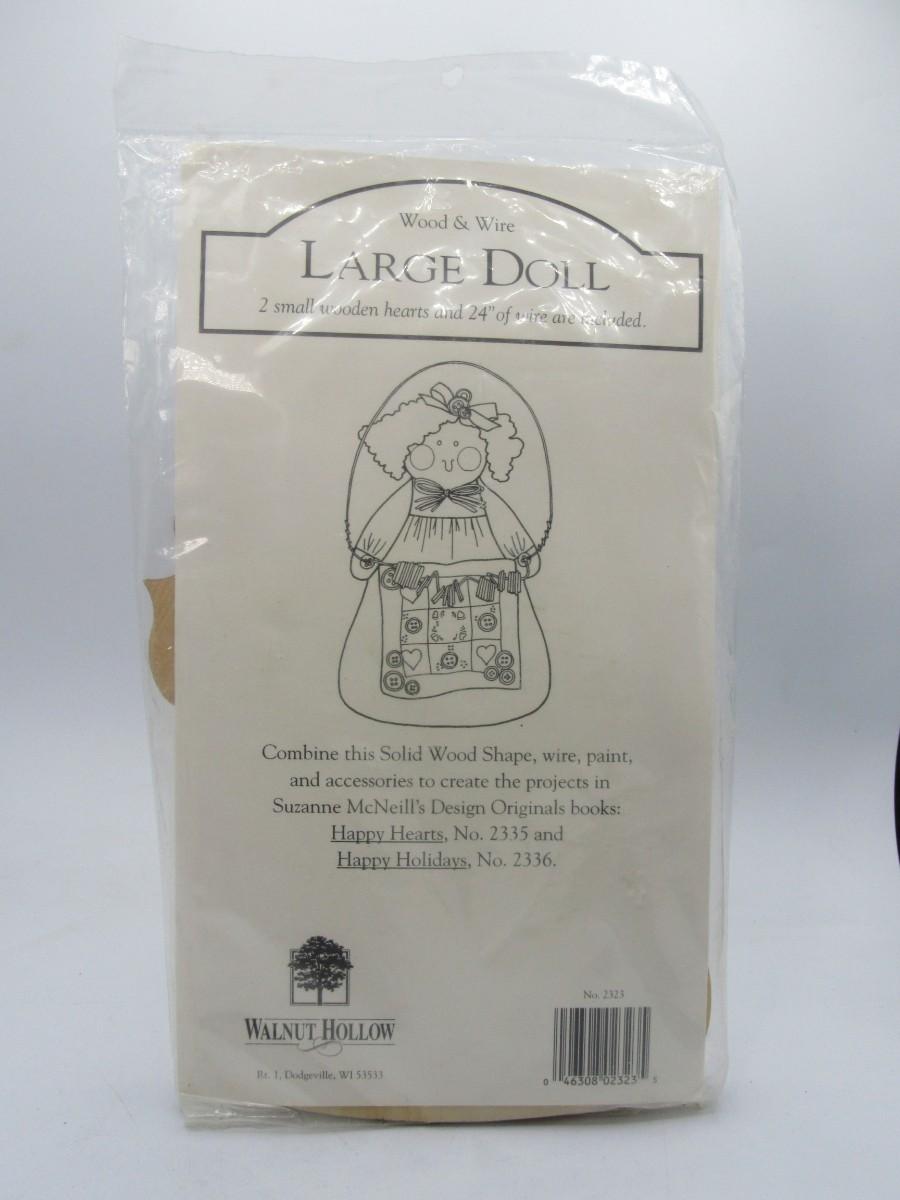 Wood & Wire
LARGE DOLL
2 small wooden hearts and 24" of wire are included.
Combine this Solid Wood Shape, wire, paint,
and accessories to create the projects in
Suzanne McNeill's Design Originals books:
Happy Hearts, No. 2335 and
Happy Holidays, No. 2336.
WALNUT HOLLOW
Rt. 1, Dodgeville, WI 53533
No. 2323
0 46308 02323 5